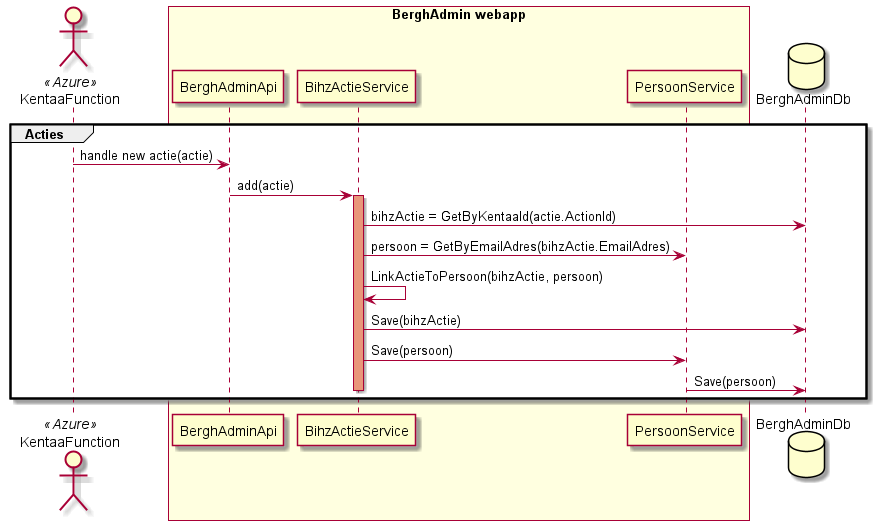 BerghAdmin webapp
«Azure»
KentaaFunction
BerghAdminApi
BihzActieService
PersoonService
BerghAdminDb
Acties
handle new actie(actie)
add(actie)
bihzActie = GetByKentaaId(actie.ActionId)
persoon = GetByEmailAdres(bihzActie.EmailAdres)
LinkActieToPersoon(bihzActie, persoon)
Save(bihzActie)
Save(persoon)
Save(persoon)
«Azure»
KentaaFunction
BerghAdminApi
BihzActieService
PersoonService
BerghAdminDb